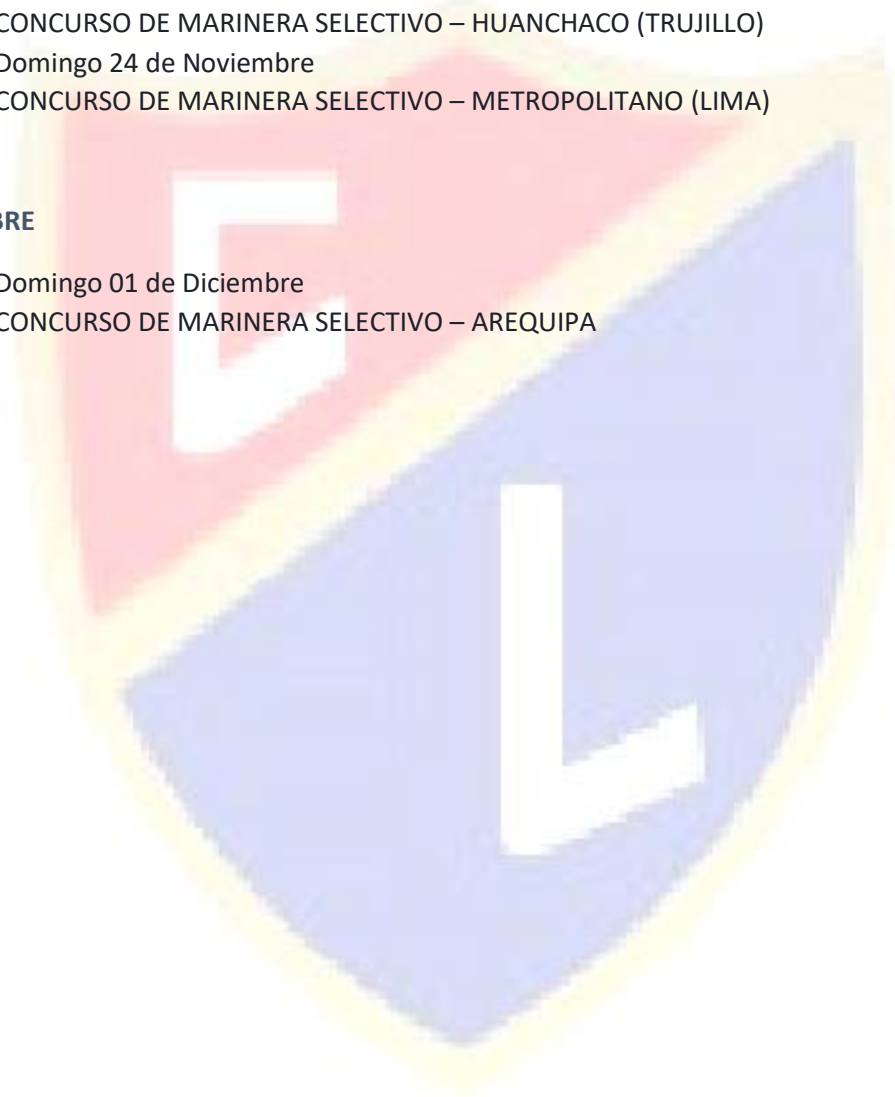 CONCURSO DE MARINERA SELECTIVO – HUANCHACO (TRUJILLO)
Domingo 24 de Noviembre
CONCURSO DE MARINERA SELECTIVO – METROPOLITANO (LIMA)
BRE
Domingo 01 de Diciembre
CONCURSO DE MARINERA SELECTIVO – AREQUIPA
C
L